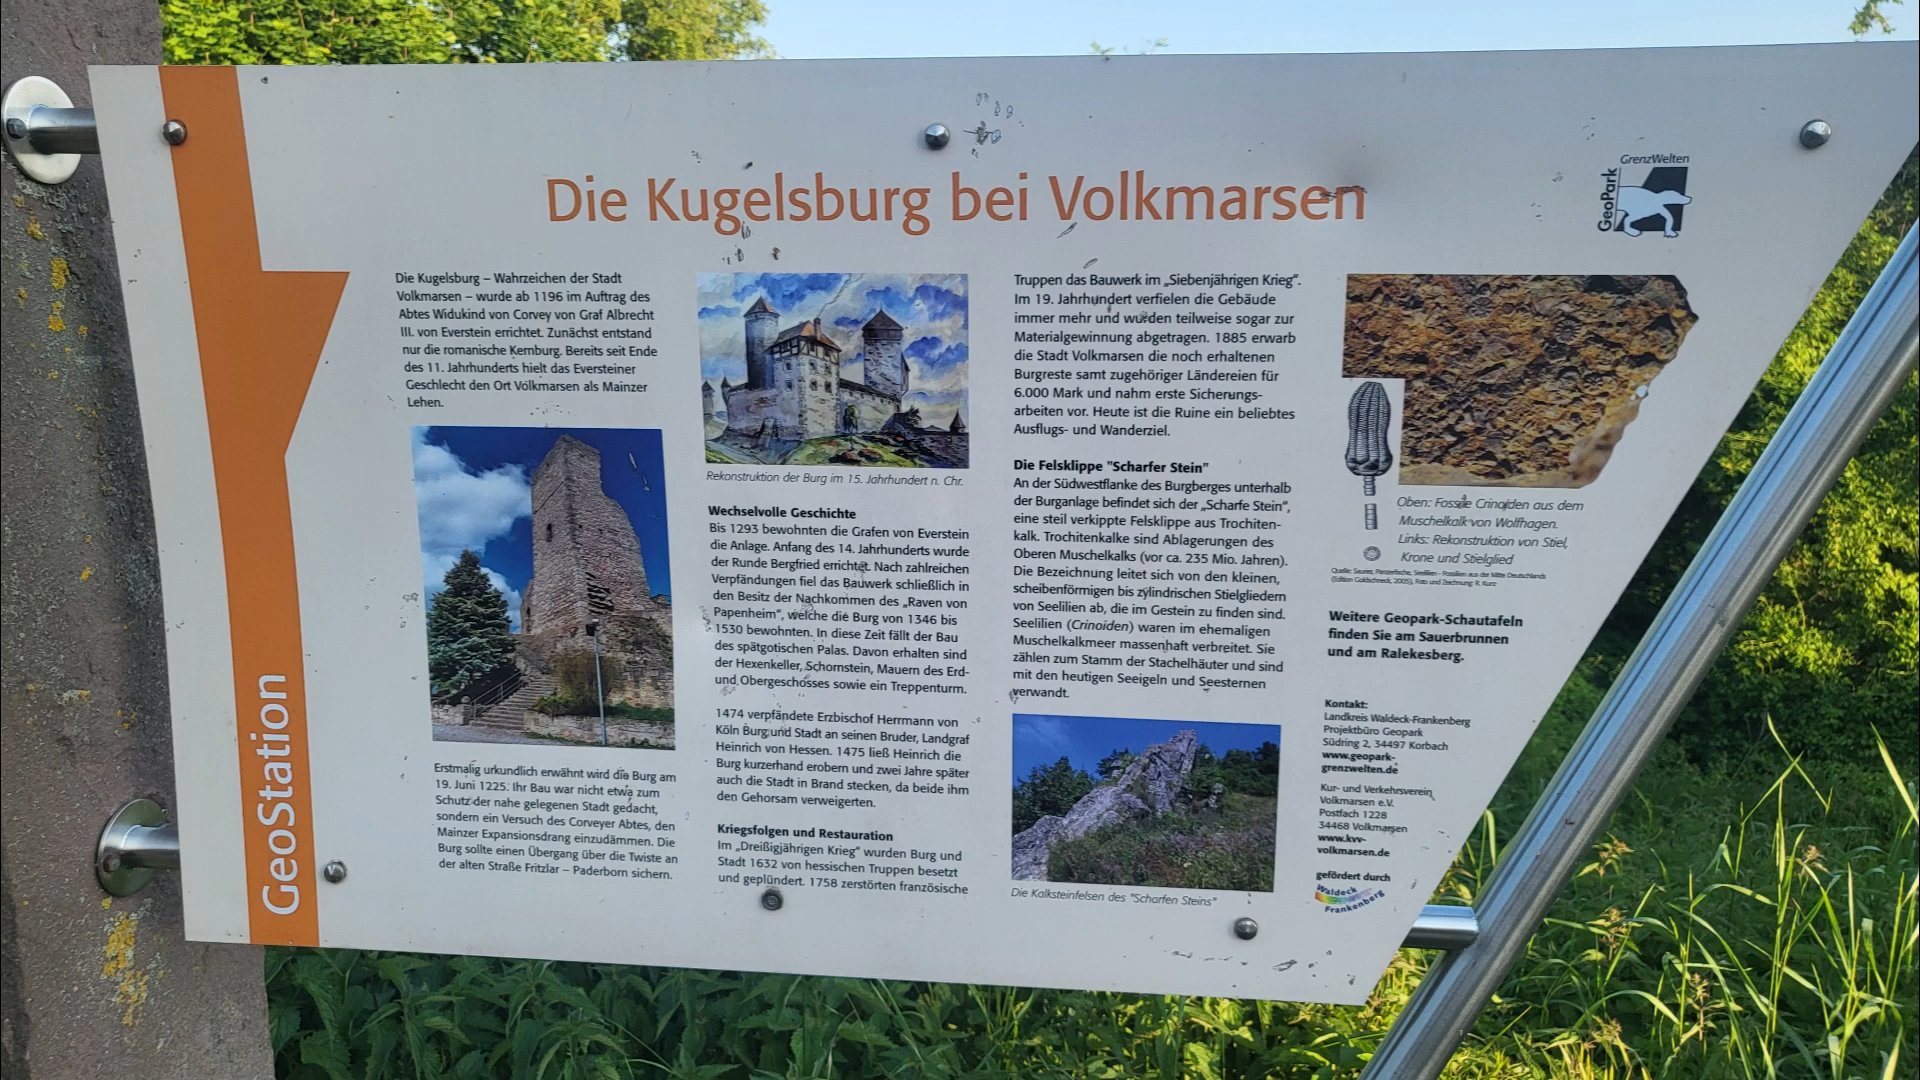 Die Kugelsburg bei Volkmarsen
GrenzWelten
GeoPark
GeoStation
Die Kugelsburg – Wahrzeichen der Stadt
Volkmarsen – wurde ab 1196 im Auftrag des
Abtes Widukind von Corvey von Graf Albrecht
III. von Everstein errichtet. Zunächst entstand
nur die romanische Kernburg. Bereits seit Ende
des 11. Jahrhunderts hielt das Eversteiner
Geschlecht den Ort Volkmarsen als Mainzer
Lehen.
Erstmalig urkundlich erwähnt wird die Burg am
19. Juni 1225. Ihr Bau war nicht etwa zum
Schutz der nahe gelegenen Stadt gedacht,
sondern ein Versuch des Corveyer Abtes, den
Mainzer Expansionsdrang einzudämmen. Die
Burg sollte einen Übergang über die Twiste an
der alten Straße Fritzlar – Paderborn sichern.
Rekonstruktion der Burg im 15. Jahrhundert n. Chr.
Wechselvolle Geschichte
Bis 1293 bewohnten die Grafen von Everstein
die Anlage. Anfang des 14. Jahrhunderts wurde
der Runde Bergfried errichtet. Nach zahlreichen
Verpfändungen fiel das Bauwerk schließlich in
den Besitz der Nachkommen des „Raven von
Papenheim“, welche die Burg von 1346 bis
1530 bewohnten. In diese Zeit fällt der Bau
des spätgotischen Palas. Davon erhalten sind
der Hexenkeller, Schornstein, Mauern des Erd-
und Obergeschosses sowie ein Treppenturm.
1474 verpfändete Erzbischof Herrmann von
Köln Burg und Stadt an seinen Bruder, Landgraf
Heinrich von Hessen. 1475 ließ Heinrich die
Burg kurzerhand erobern und zwei Jahre später
auch die Stadt in Brand stecken, da beide ihm
den Gehorsam verweigerten.
Kriegsfolgen und Restauration
Im „Dreißigjährigen Krieg“ wurden Burg und
Stadt 1632 von hessischen Truppen besetzt
und geplündert. 1758 zerstörten französische
Truppen das Bauwerk im „Siebenjährigen Krieg“.
Im 19. Jahrhundert verfielen die Gebäude
immer mehr und wurden teilweise sogar zur
Materialgewinnung abgetragen. 1885 erwarb
die Stadt Volkmarsen die noch erhaltenen
Burgreste samt zugehöriger Ländereien für
6.000 Mark und nahm erste Sicherungs-
arbeiten vor. Heute ist die Ruine ein beliebtes
Ausflugs- und Wanderziel.
Die Felsklippe "Scharfer Stein"
An der Südwestflanke des Burgberges unterhalb
der Burganlage befindet sich der „Scharfe Stein“,
eine steil verkippte Felsklippe aus Trochiten-
kalk. Trochitenkalke sind Ablagerungen des
Oberen Muschelkalks (vor ca. 235 Mio. Jahren).
Die Bezeichnung leitet sich von den kleinen,
scheibenförmigen bis zylindrischen Stielgliedern
von Seelilien ab, die im Gestein zu finden sind.
Seelilien (Crinoiden) waren im ehemaligen
Muschelkalkmeer massenhaft verbreitet. Sie
zählen zum Stamm der Stachelhäuter und sind
mit den heutigen Seeigeln und Seesternen
verwandt.
Die Kalksteinfelsen des "Scharfen Steins"
Oben: Fossile Crinoiden aus dem
Muschelkalk von Wolfhagen.
Links: Rekonstruktion von Stiel,
Krone und Stielglied
Quelle: Saurier, Panzerfische, Seelilien - Fossilien aus der Mitte Deutschlands
(Edition Goldschneck, 2005), Foto und Zeichnung: R. Kunz
Weitere Geopark-Schautafeln
finden Sie am Sauerbrunnen
und am Ralekesberg.
Kontakt:
Landkreis Waldeck-Frankenberg
Projektbüro Geopark
Südring 2, 34497 Korbach
www.geopark-
grenzwelten.de
Kur- und Verkehrsverein
Volkmarsen e.V.
Postfach 1228
34468 Volkmarsen
www.kvv-
volkmarsen.de
gefördert durch
Waldeck
Frankenberg